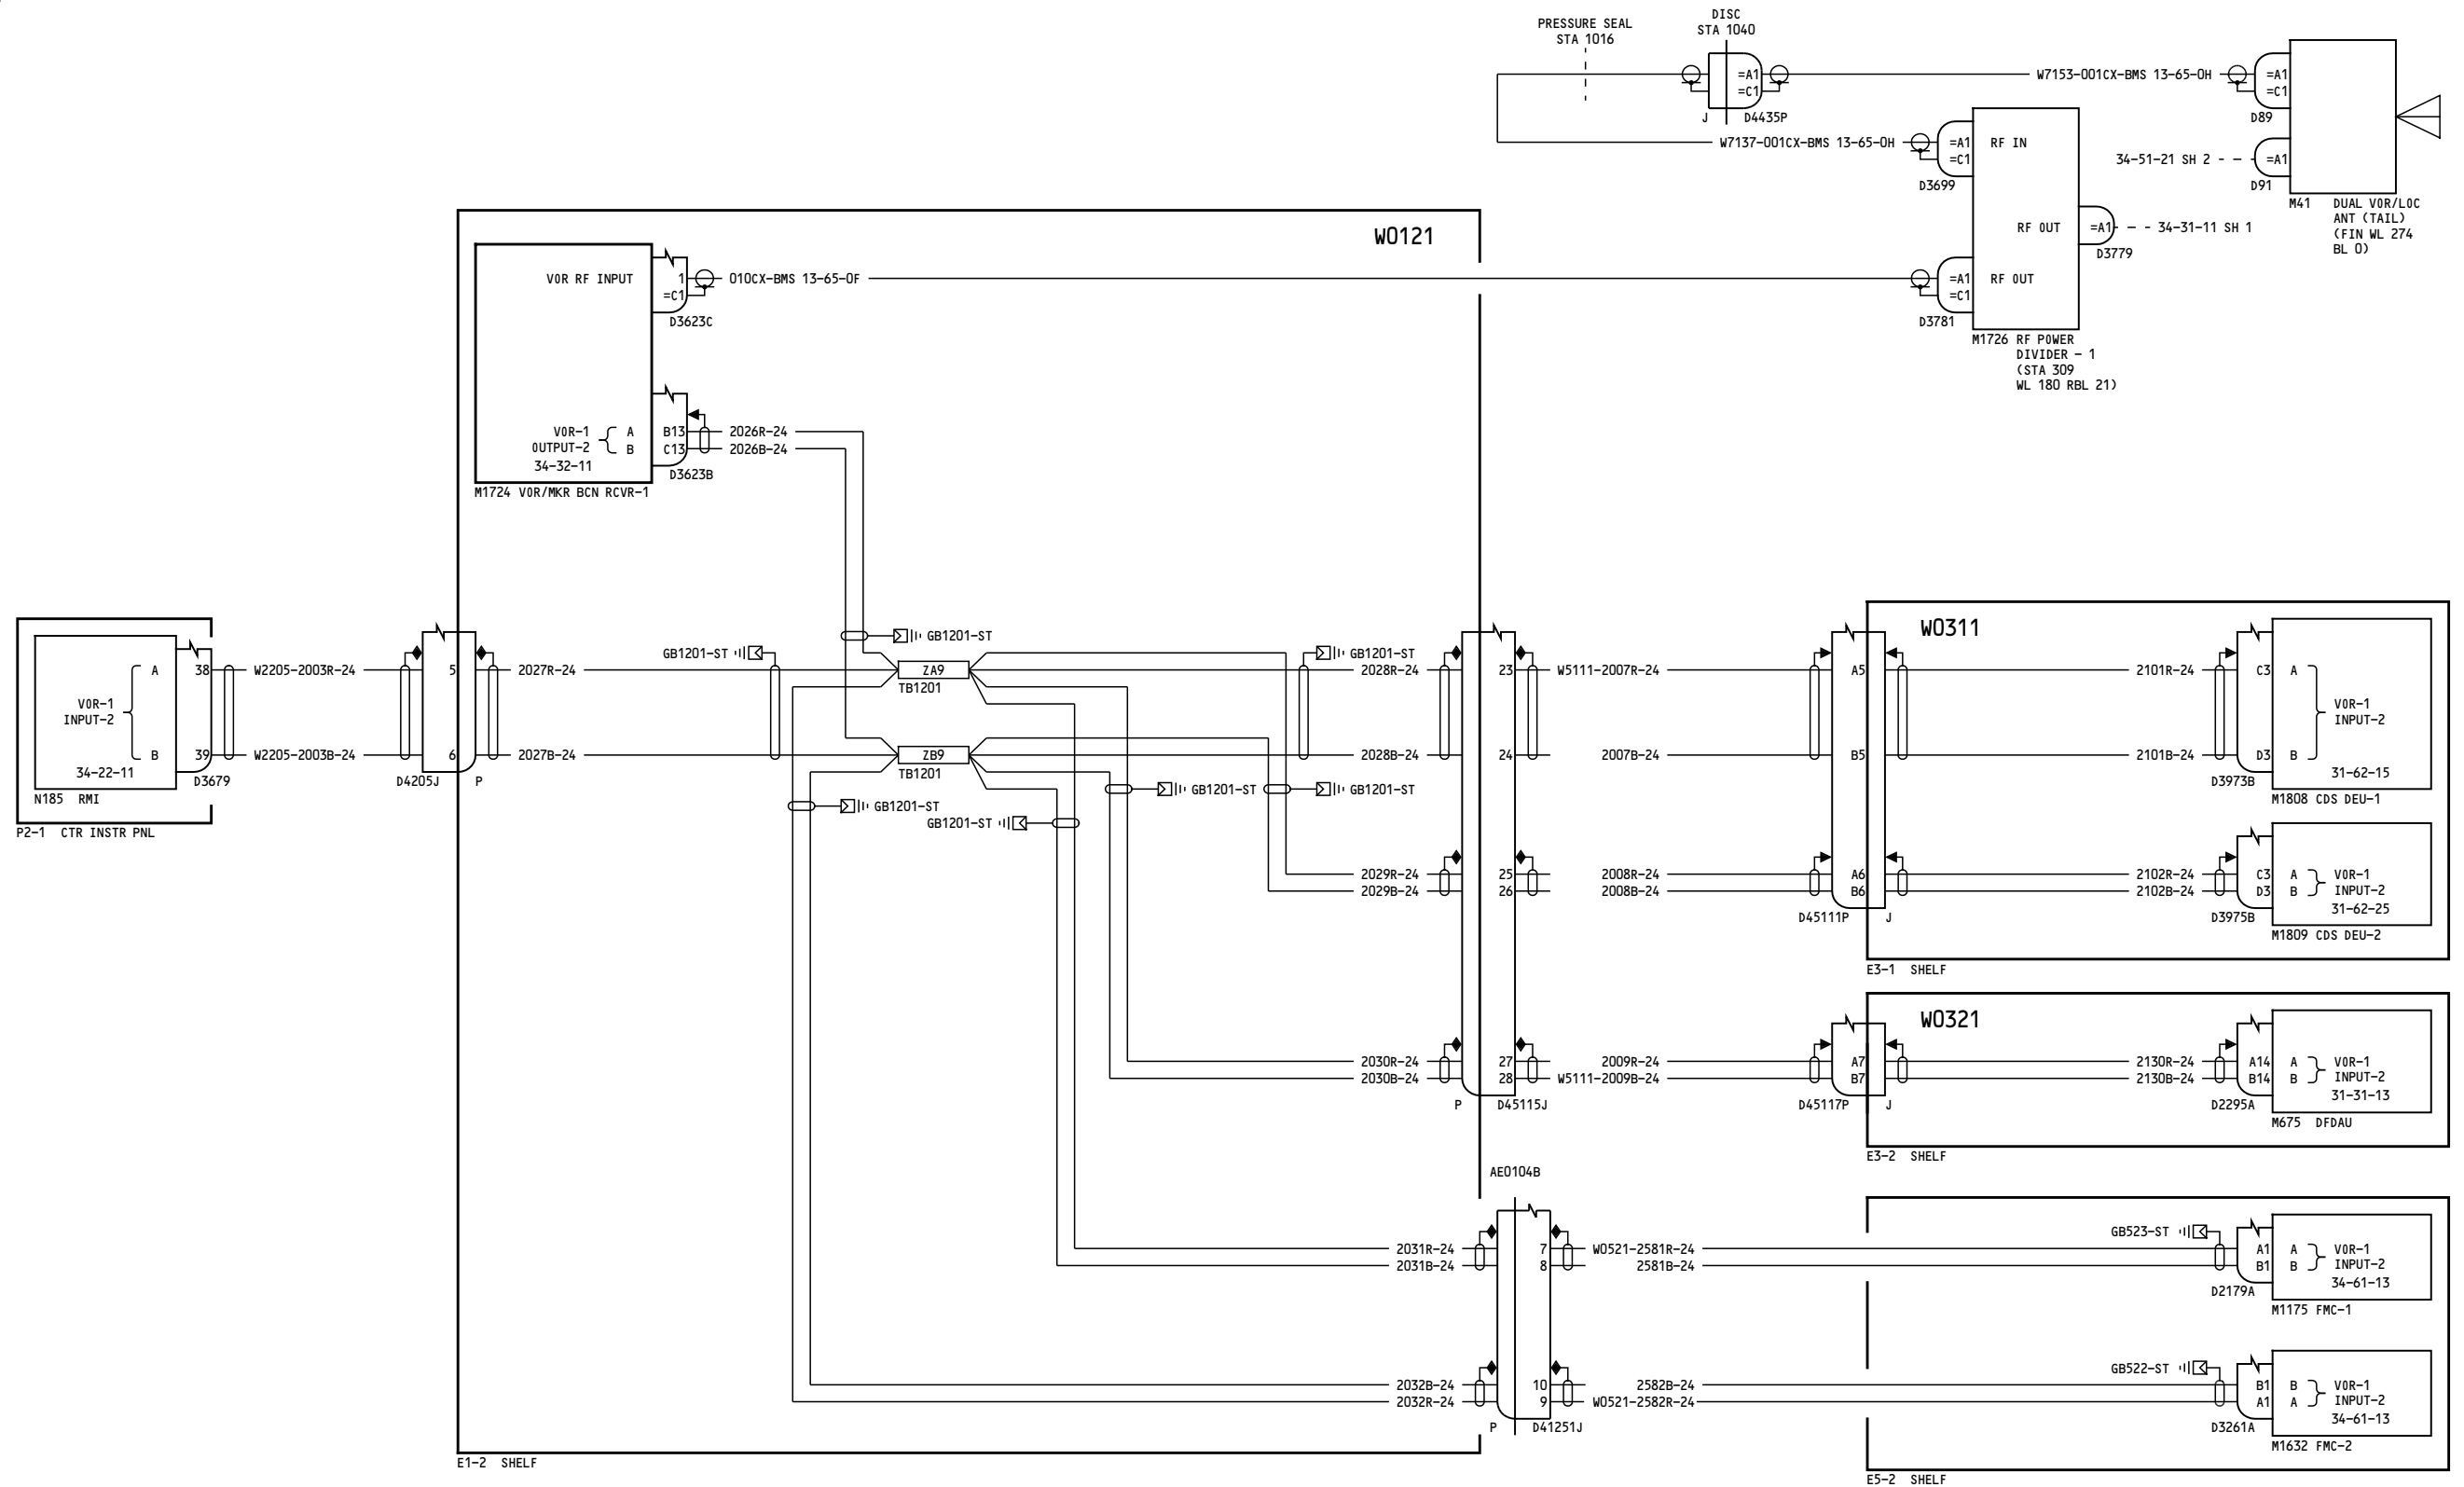 PRESSURE SEAL
STA 1016
DISC
STA 1040
=A1
=C1
J
D4435P
W7153-001CX-BMS 13-65-0H
=A1
=C1
D89
W7137-001CX-BMS 13-65-0H
=A1
=C1
D3699
RF IN
34-51-21 SH 2
=A1
D91
M41
DUAL VOR/LOC
ANT (TAIL)
(FIN WL 274
BL 0)
RF OUT
=A1
34-31-11 SH 1
D3779
W0121
VOR RF INPUT
1
=C1
D3623C
010CX-BMS 13-65-0F
=A1
=C1
D3781
RF OUT
M1726 RF POWER
DIVIDER - 1
(STA 309
WL 180 RBL 21)
VOR-1
OUTPUT-2
A
B
34-32-11
B13
C13
D3623B
2026R-24
2026B-24
M1724 VOR/MKR BCN RCVR-1
VOR-1
INPUT-2
A
B
34-22-11
38
39
D3679
N185 RMI
P2-1 CTR INSTR PNL
W2205-2003R-24
W2205-2003B-24
5
6
D4205J
P
2027R-24
2027B-24
GB1201-ST
GB1201-ST
ZA9
TB1201
ZB9
TB1201
GB1201-ST
2028R-24
2028B-24
GB1201-ST
GB1201-ST
GB1201-ST
GB1201-ST
2029R-24
2029B-24
2030R-24
2030B-24
23
24
25
26
27
28
P
D45115J
W5111-2007R-24
2007B-24
2008R-24
2008B-24
2009R-24
W5111-2009B-24
A5
B5
A6
B6
D45111P
J
W0311
2101R-24
2101B-24
C3
D3
D3973B
A
B
VOR-1
INPUT-2
31-62-15
M1808 CDS DEU-1
2102R-24
2102B-24
C3
D3
D3975B
A
B
VOR-1
INPUT-2
31-62-25
M1809 CDS DEU-2
E3-1 SHELF
A7
B7
D45117P
J
W0321
2130R-24
2130B-24
A14
B14
D2295A
A
B
VOR-1
INPUT-2
31-31-13
M675 DFDAU
E3-2 SHELF
AE0104B
2031R-24
2031B-24
7
8
W0521-2581R-24
2581B-24
GB523-ST
A1
B1
D2179A
A
B
VOR-1
INPUT-2
34-61-13
M1175 FMC-1
2032B-24
2032R-24
10
9
P
D41251J
2582B-24
W0521-2582R-24
GB522-ST
B1
A1
D3261A
B
A
VOR-1
INPUT-2
34-61-13
M1632 FMC-2
E1-2 SHELF
E5-2 SHELF